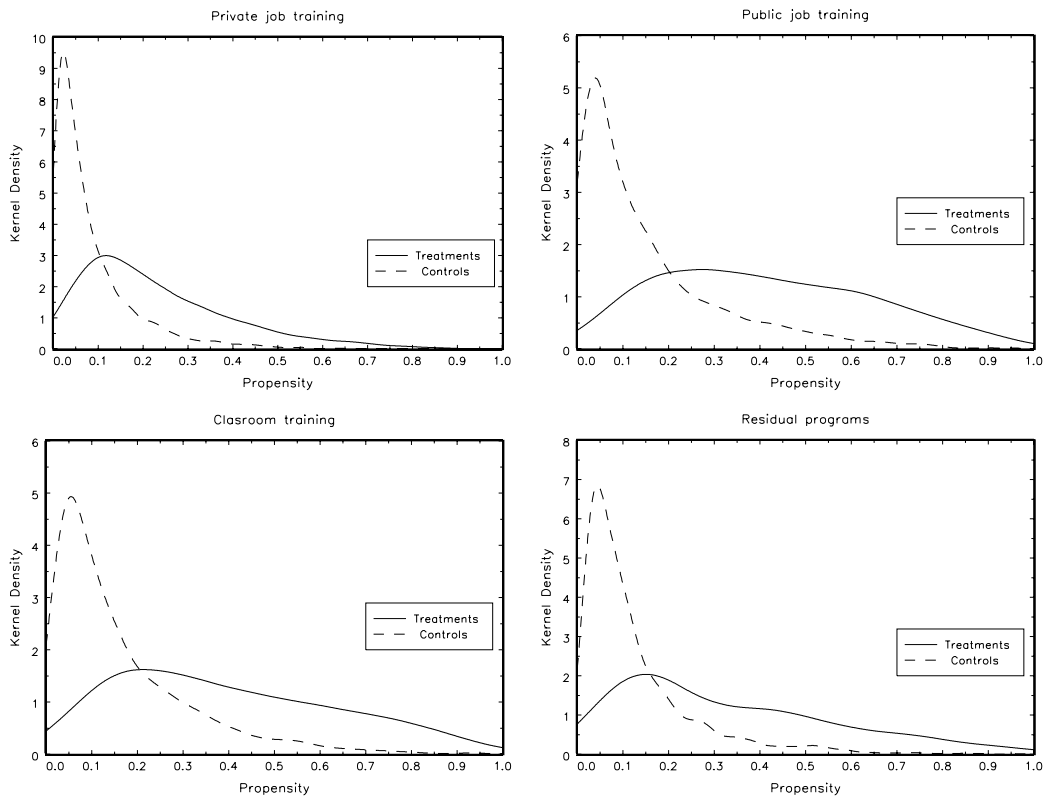 Private job training
10
9
8
7
6
5
4
3
2
1
0
Kernel Density
Treatments
Controls
0.0 0.1 0.2 0.3 0.4 0.5 0.6 0.7 0.8 0.9 1.0
Propensity
Public job training
6
5
4
3
2
1
0
Kernel Density
Treatments
Controls
0.0 0.1 0.2 0.3 0.4 0.5 0.6 0.7 0.8 0.9 1.0
Propensity
Clasroom training
6
5
4
3
2
1
0
Kernel Density
Treatments
Controls
0.0 0.1 0.2 0.3 0.4 0.5 0.6 0.7 0.8 0.9 1.0
Propensity
Residual programs
8
7
6
5
4
3
2
1
0
Kernel Density
Treatments
Controls
0.0 0.1 0.2 0.3 0.4 0.5 0.6 0.7 0.8 0.9 1.0
Propensity